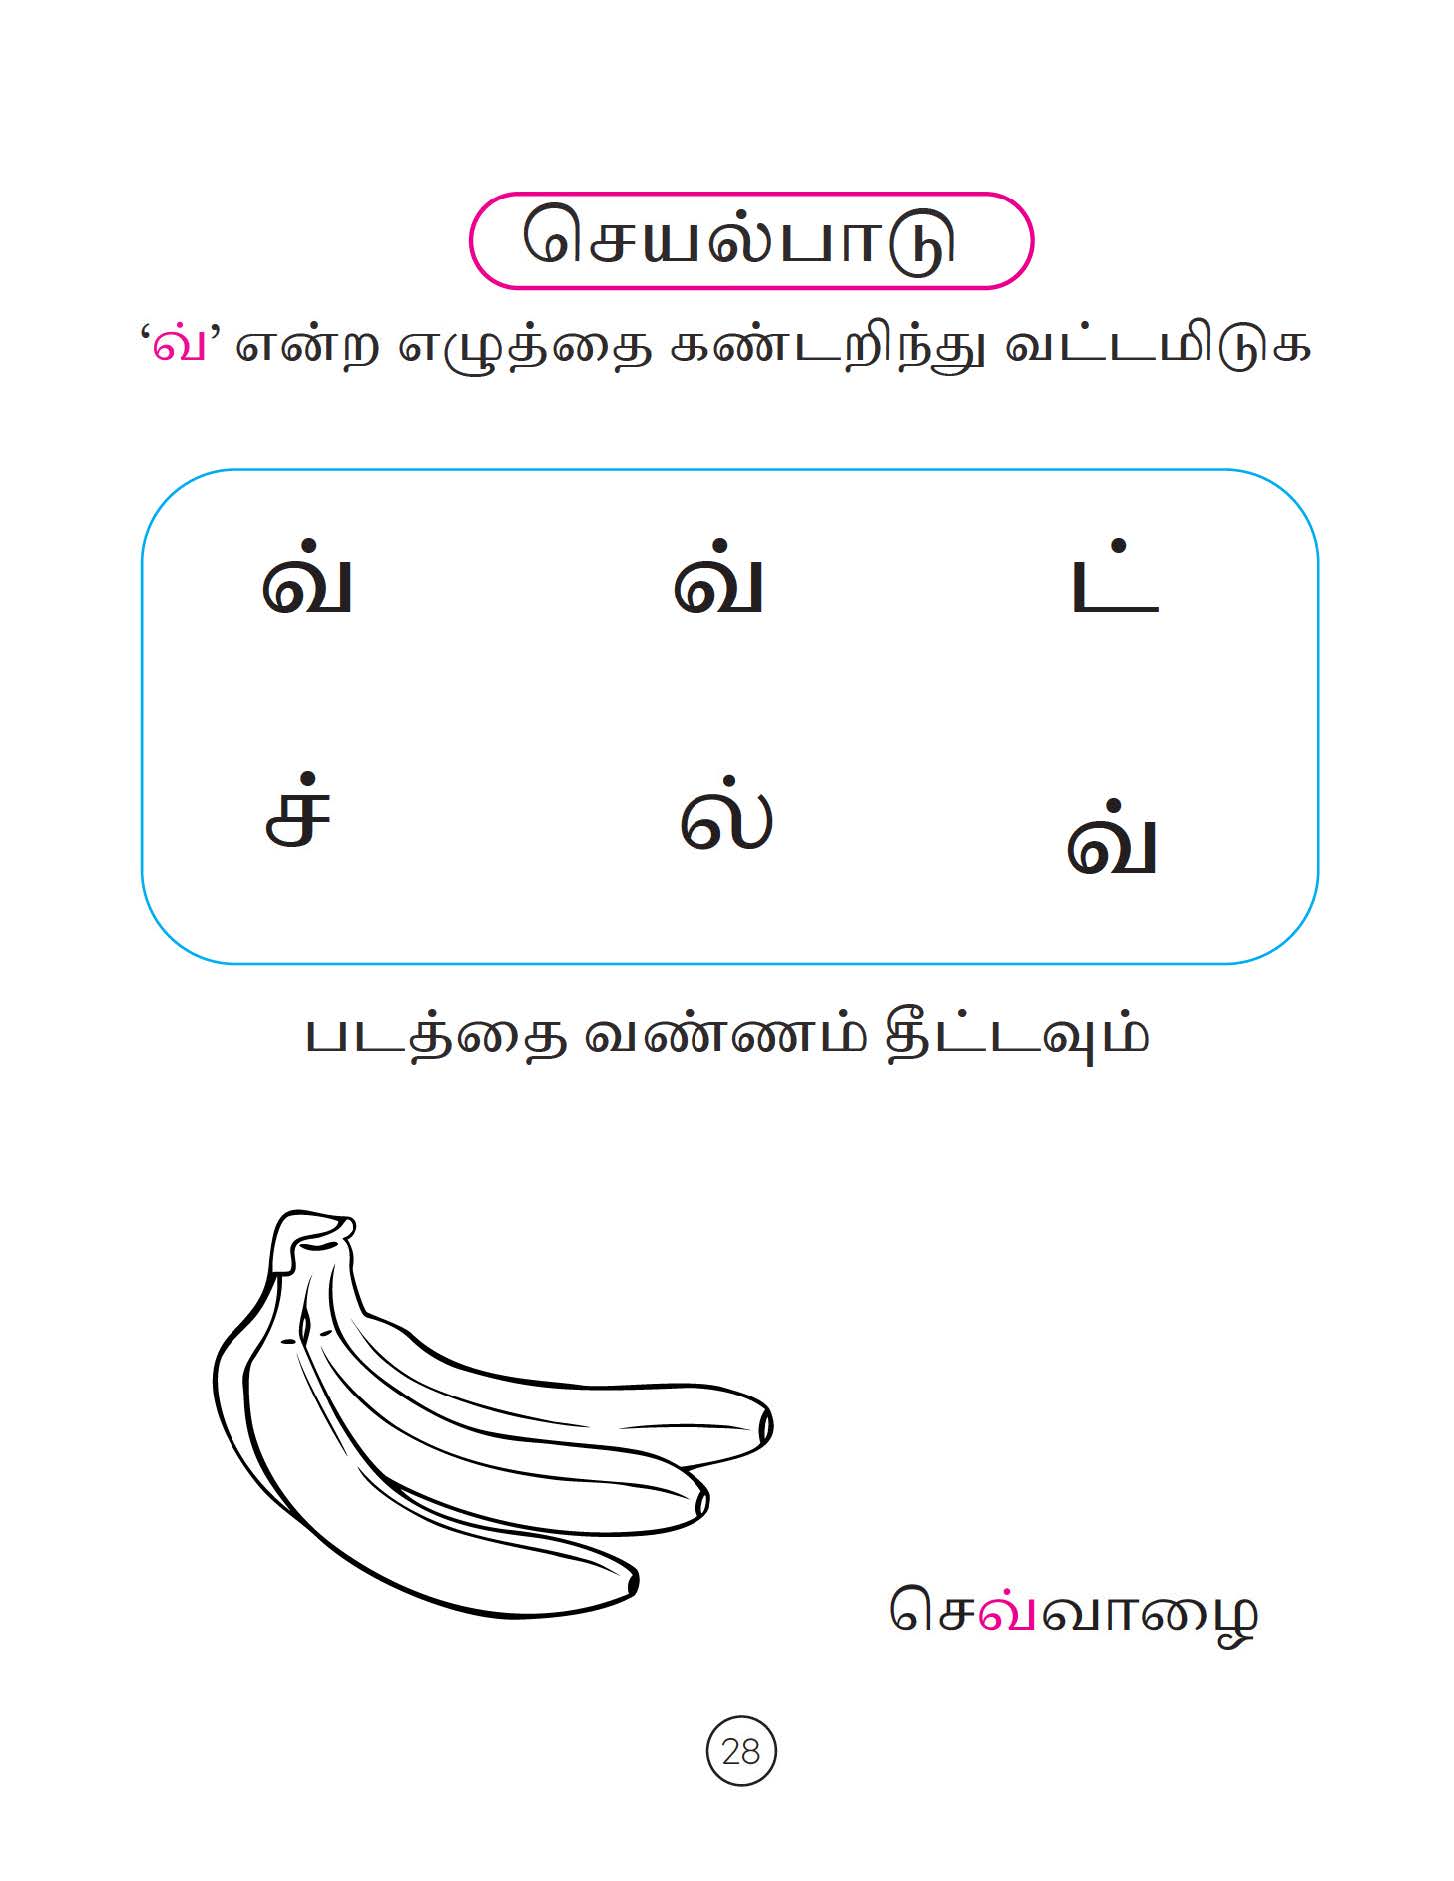 செயல்பாடு
‘வ்’ என்ற எழுத்தை கண்டறிந்து வட்டமிடுக
வ் வ் ட்
ச் ல் வ்
படத்தை வண்ணம் தீட்டவும்
செவ்வாழை
28